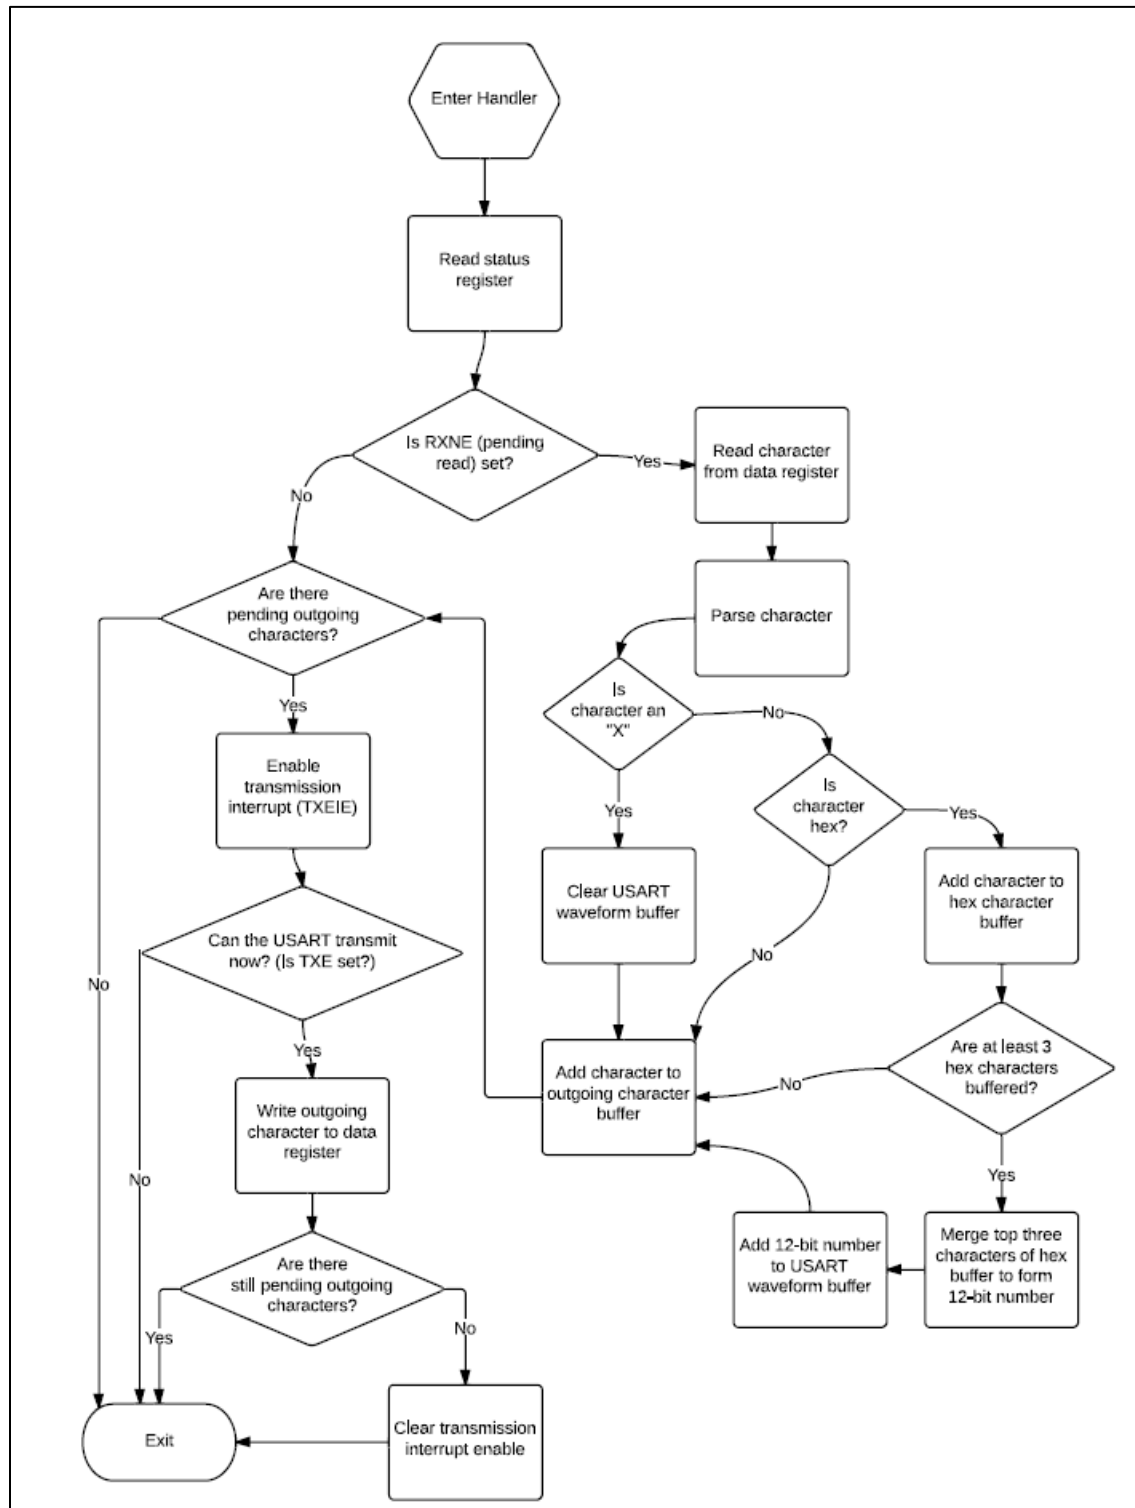 Enter Handler
Read status
register
Is RXNE (pending
read) set?
Yes
No
Read character
from data register
Parse character
Are there
pending outgoing
characters?
Yes
No
Enable
transmission
interrupt (TXEIE)
Can the USART transmit
now? (Is TXE set?)
Yes
No
Write outgoing
character to data
register
Are there
still pending outgoing
characters?
Yes
No
Clear transmission
interrupt enable
Exit
Is
character an
"X"
No
Yes
Clear USART
waveform buffer
Is
character
hex?
Yes
No
Add character to
hex character
buffer
Are at least 3
hex characters
buffered?
No
Yes
Add character to
outgoing character
buffer
Merge top three
characters of hex
buffer to form
12-bit number
Add 12-bit number
to USART
waveform buffer